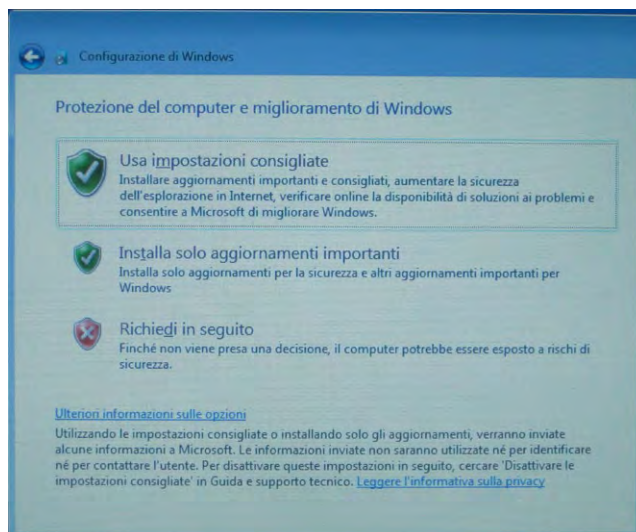 Configurazione di Windows
Protezione del computer e miglioramento di Windows
Usa impostazioni consigliate
Installare aggiornamenti importanti e consigliati, aumentare la sicurezza
dell'esplorazione in Internet, verificare online la disponibilità di soluzioni ai problemi e
consentire a Microsoft di migliorare Windows.
Installa solo aggiornamenti importanti
Installa solo aggiornamenti per la sicurezza e altri aggiornamenti importanti per
Windows
Richiedi in seguito
Finché non viene presa una decisione, il computer potrebbe essere esposto a rischi di
sicurezza.
Ulteriori informazioni sulle opzioni
Utilizzando le impostazioni consigliate o installando solo gli aggiornamenti, verranno inviate
alcune informazioni a Microsoft. Le informazioni inviate non saranno utilizzate né per identificare
né per contattare l'utente. Per disattivare queste impostazioni in seguito, cercare 'Disattivare le
impostazioni consigliate' in Guida e supporto tecnico. Leggere l'informativa sulla privacy